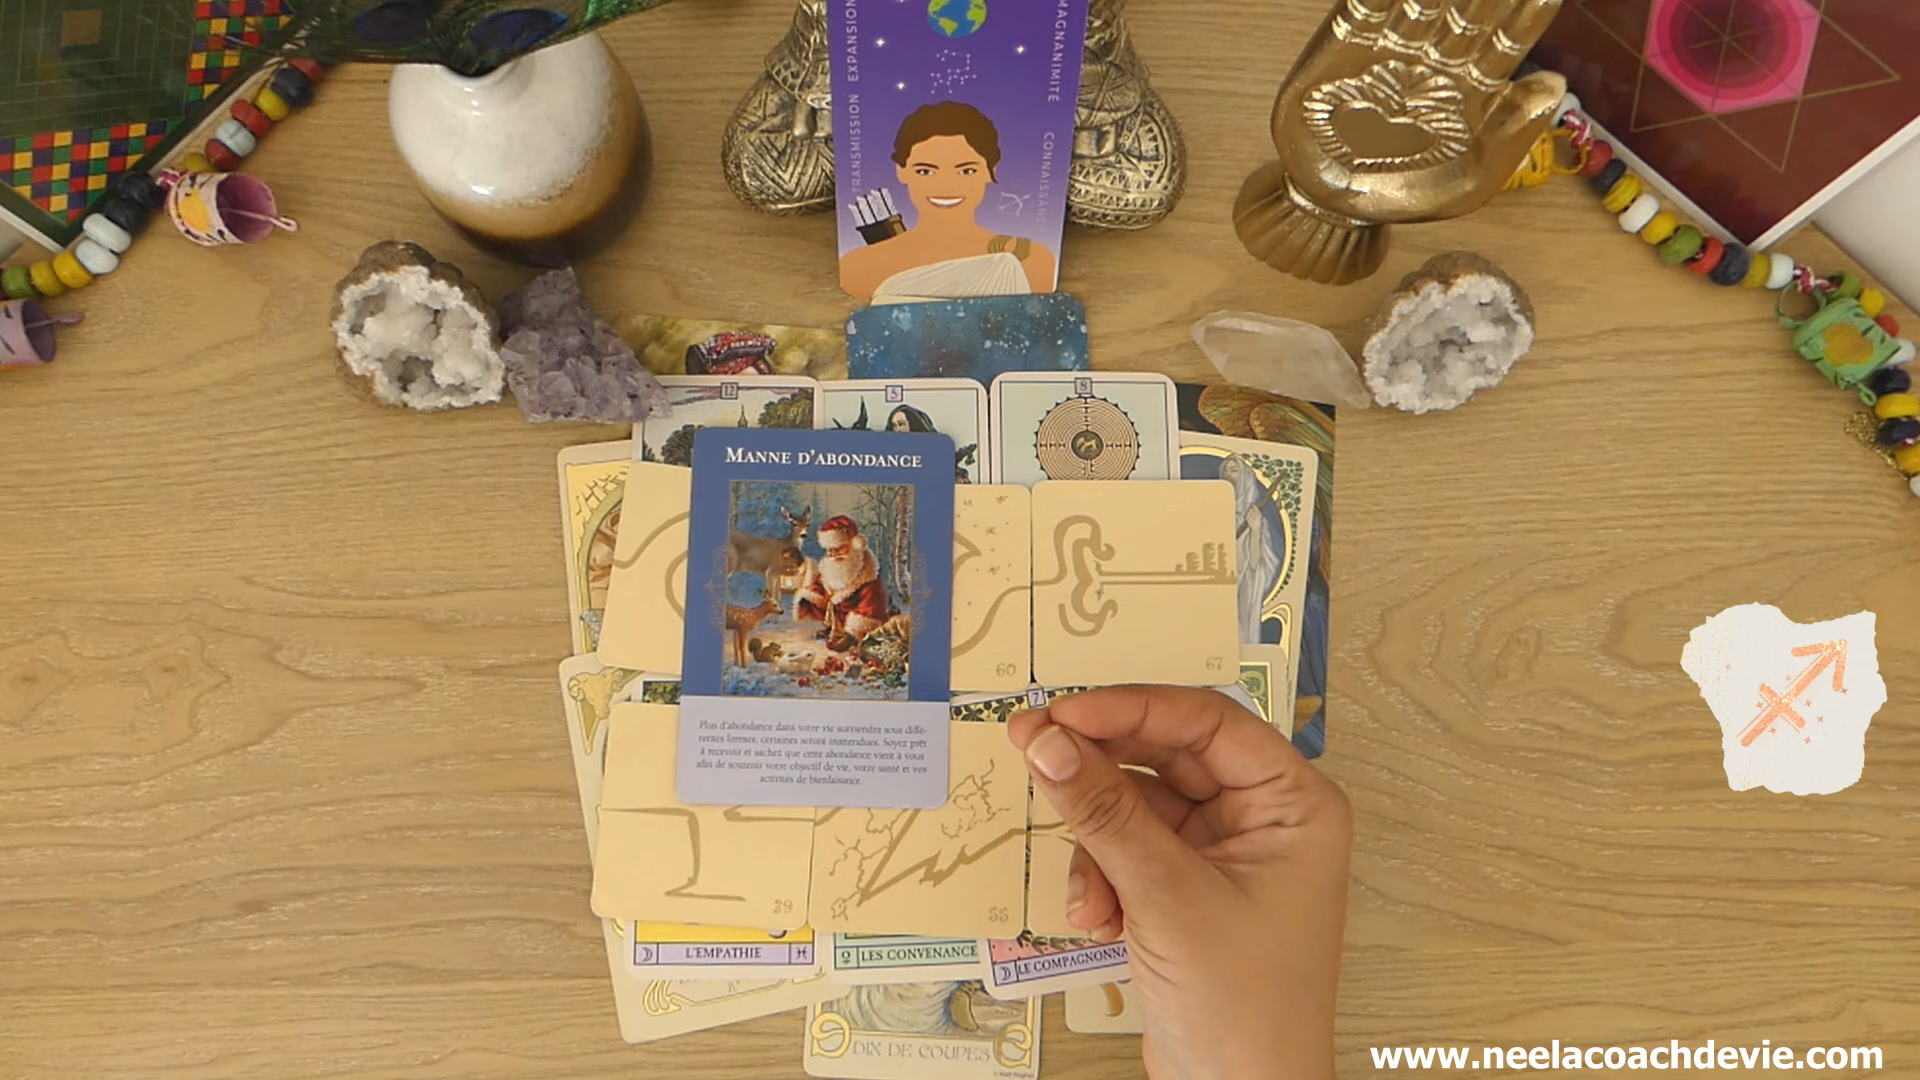 TRANSMISSION EXPANSION
MAGNANIMITÉ
12
5
8
MANNE D'ABONDANCE
60
67
Plus d'abondance dans votre vie surviendra sous diffé-
rentes formes, certaines seront inattendues. Soyez prêt
à recevoir et sachez que cette abondance vient à vous
afin de soutenir votre objectif de vie, votre santé et vos
activités de bienfaisance.
7
39
55
L'EMPATHIE
LES CONVENANCE
LE COMPAGNONNA
DIX DE COUPES
www.neelacoachdevie.com